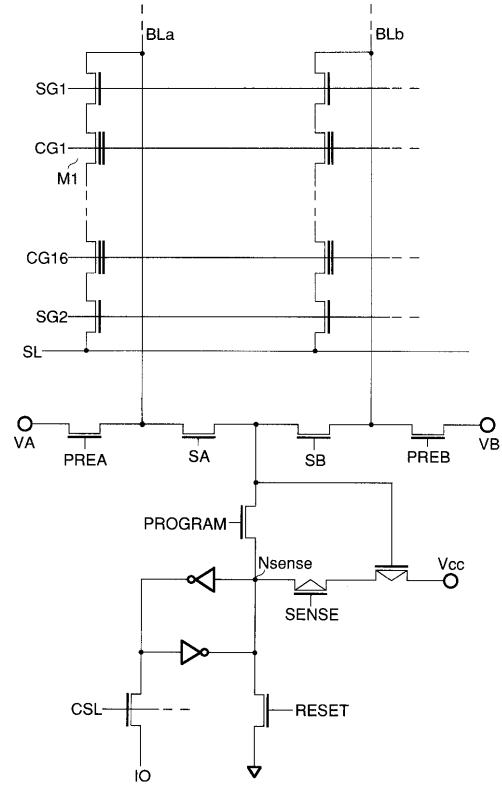 BLa
BLb
SG1
CG1
M1
CG16
SG2
SL
VA
PREA
SA
SB
PREB
VB
PROGRAM
Nsense
Vcc
SENSE
CSL
RESET
IO